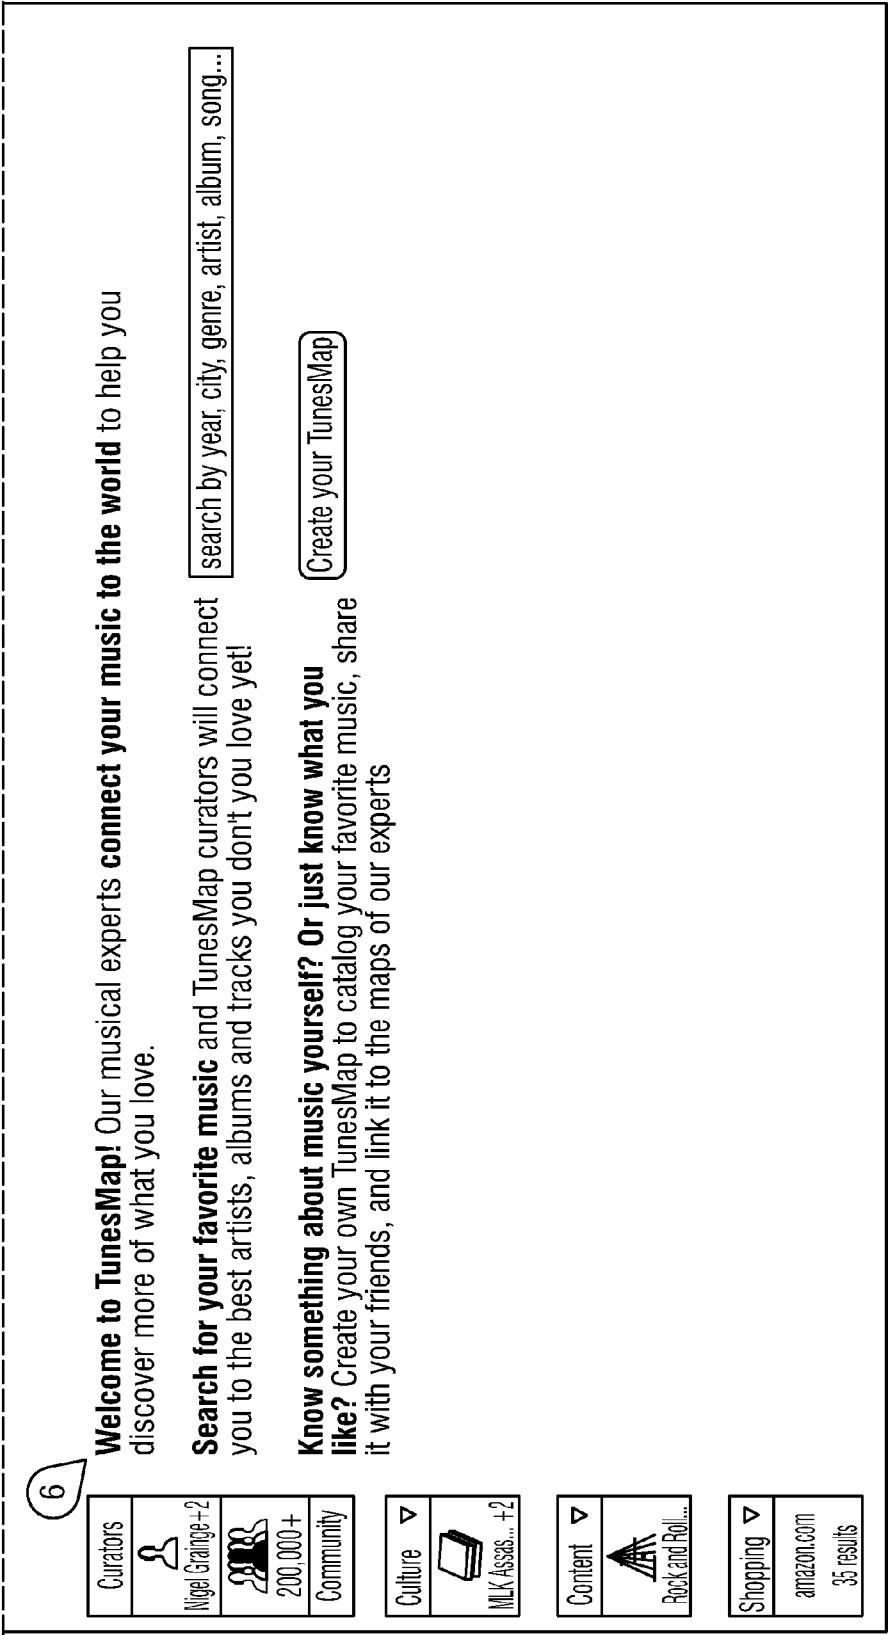 6
Curators
Nigel Grainge+2
200,000+
Community
Culture
MLK Assas... +2
Content
Rock and Roll...
Shopping
amazon.com
35 results
Welcome to TunesMap! Our musical experts connect your music to the world to help you
discover more of what you love.
Search for your favorite music and TunesMap curators will connect
you to the best artists, albums and tracks you don't you love yet!
search by year, city, genre, artist, album, song...
Know something about music yourself? Or just know what you
like? Create your own TunesMap to catalog your favorite music, share
it with your friends, and link it to the maps of our experts
Create your TunesMap